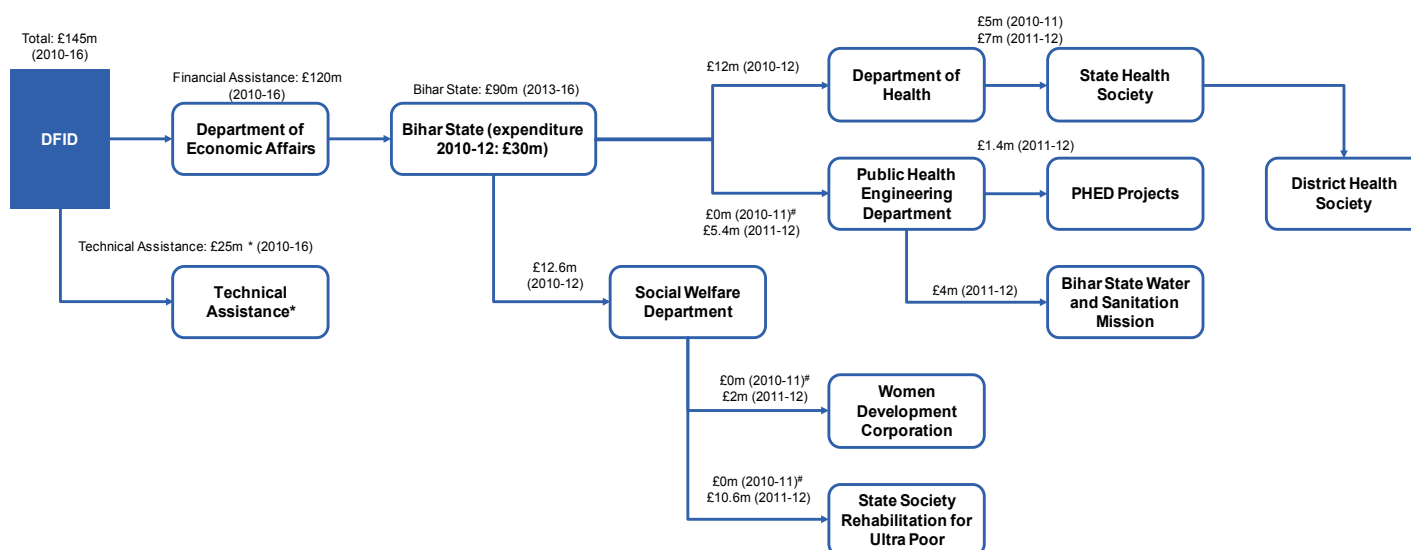 Total: £145m
(2010-16)
DFID
Financial Assistance: £120m
(2010-16)
Department of
Economic Affairs
Bihar State: £90m (2013-16)
Bihar State (expenditure
2010-12: £30m)
£12m (2010-12)
Department of
Health
£5m (2010-11)
£7m (2011-12)
State Health
Society
District Health
Society
£0m (2010-11)#
£5.4m (2011-12)
Public Health
Engineering
Department
£1.4m (2011-12)
PHED Projects
£4m (2011-12)
Bihar State Water
and Sanitation
Mission
Technical Assistance: £25m * (2010-16)
Technical
Assistance*
£12.6m
(2010-12)
Social Welfare
Department
£0m (2010-11)#
£2m (2011-12)
Women
Development
Corporation
£0m (2010-11)#
£10.6m (2011-12)
State Society
Rehabilitation for
Ultra Poor